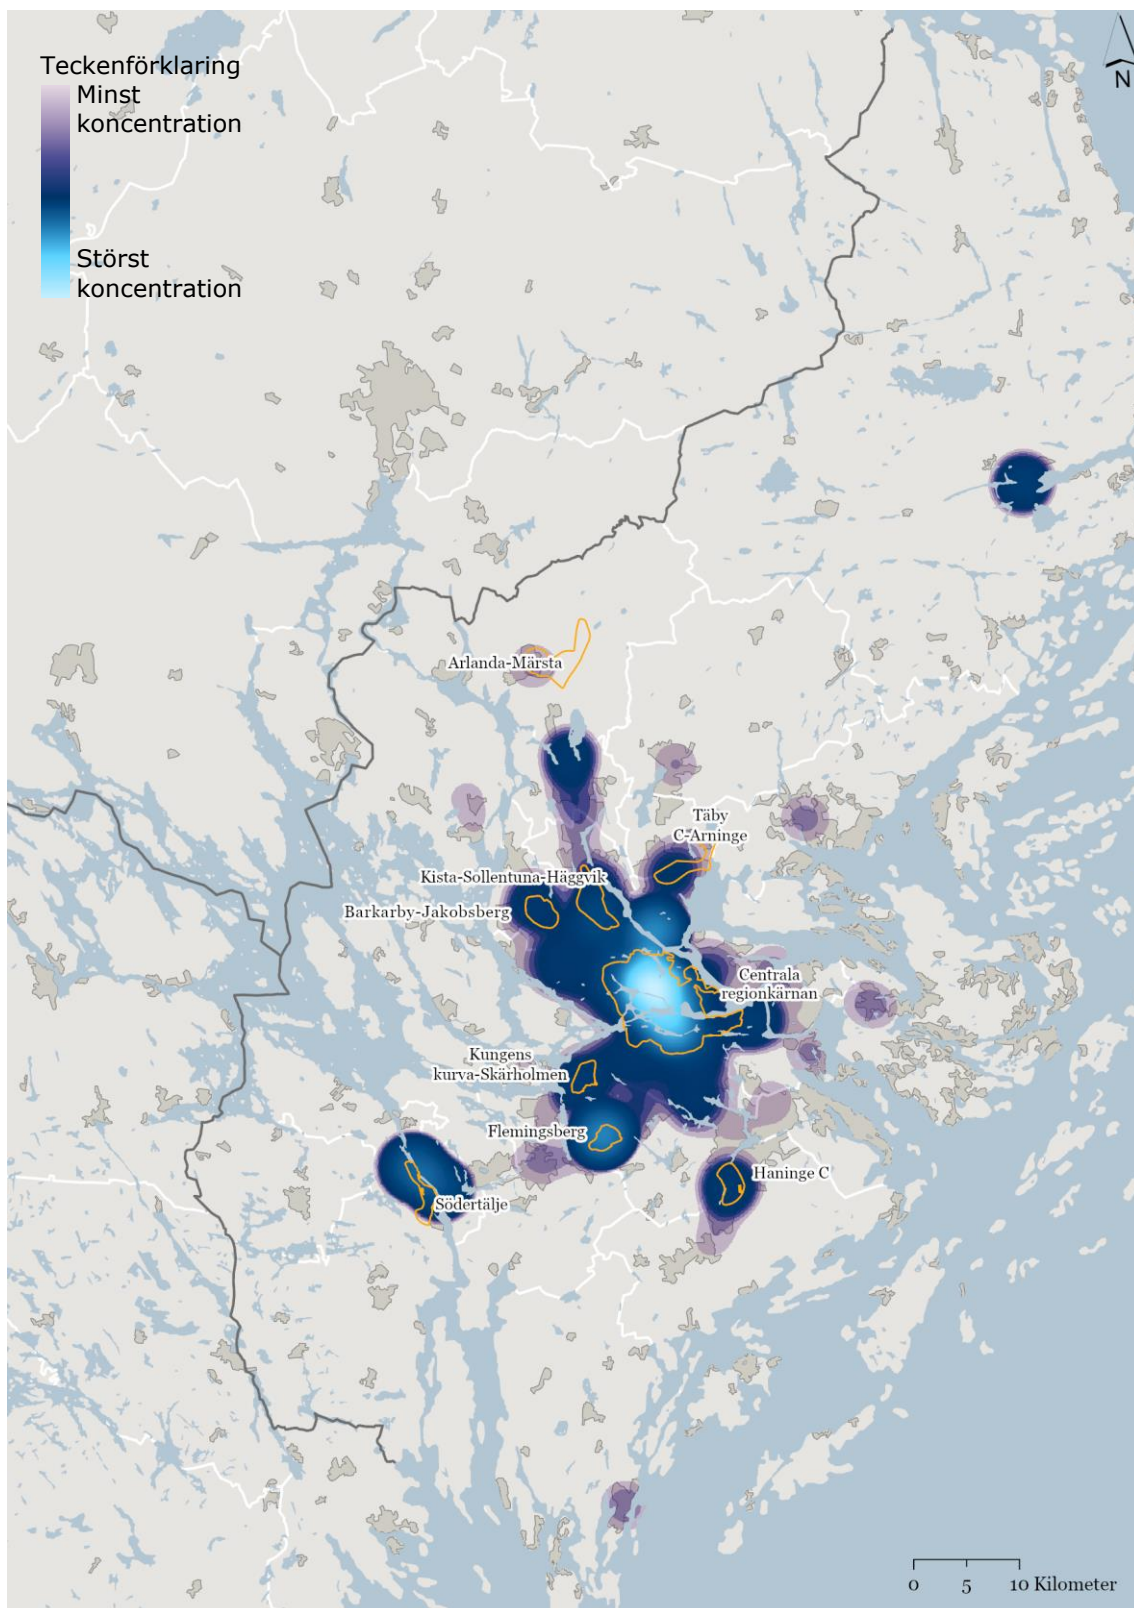 Teckenförklaring
Minst
koncentration
Störst
koncentration
N
Arlanda-Märsta
Täby
C-Arninge
Kista-Sollentuna-Häggvik
Barkarby-Jakobsberg
Centrala
regionkärnan
Kungens
kurva-Skärholmen
Flemingsberg
Haninge C
Södertälje
0 5 10 Kilometer